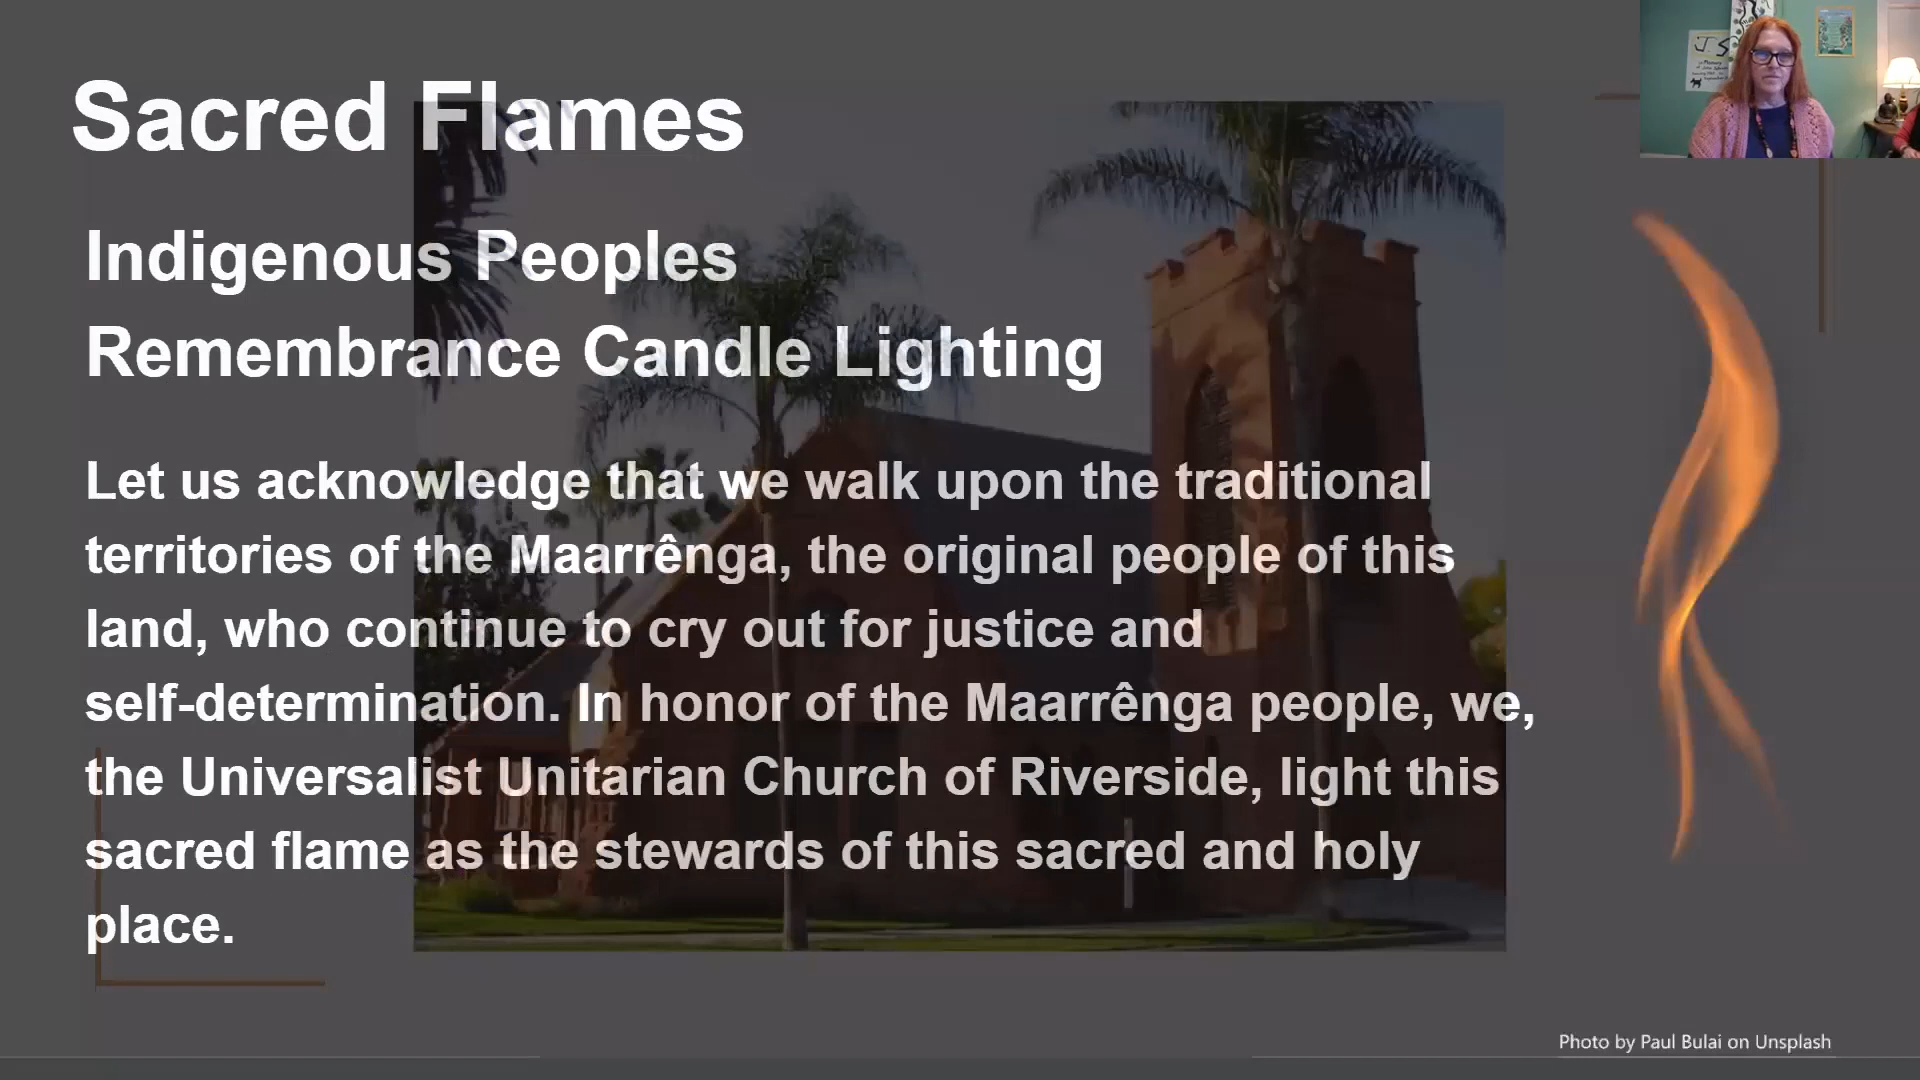 Sacred Flames
Indigenous Peoples
Remembrance Candle Lighting
Let us acknowledge that we walk upon the traditional
territories of the Maarrênga, the original people of this
land, who continue to cry out for justice and
self-determination. In honor of the Maarrênga people, we,
the Universalist Unitarian Church of Riverside, light this
sacred flame as the stewards of this sacred and holy
place.
Photo by Paul Bulai on Unsplash